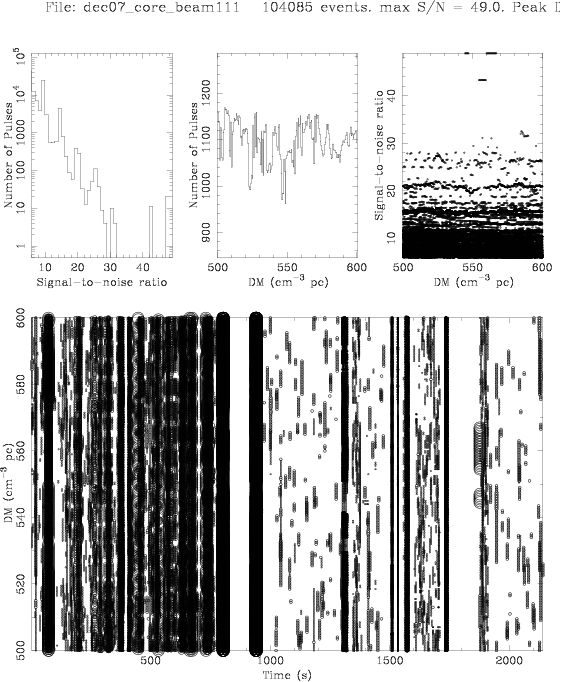 File: dec07_core_beam111 104085 events. max S/N = 49.0. Peak D
Number of Pulses
1 10 100 1000 10^4 10^5
10 20 30 40
Signal-to-noise ratio
Number of Pulses
900 1000 1100 1200
500 550 600
DM (cm^-3 pc)
Signal-to-noise ratio
10 20 30 40
500 550 600
DM (cm^-3 pc)
DM (cm^-3 pc)
500 520 540 560 580 600
500 1000 1500 2000
Time (s)